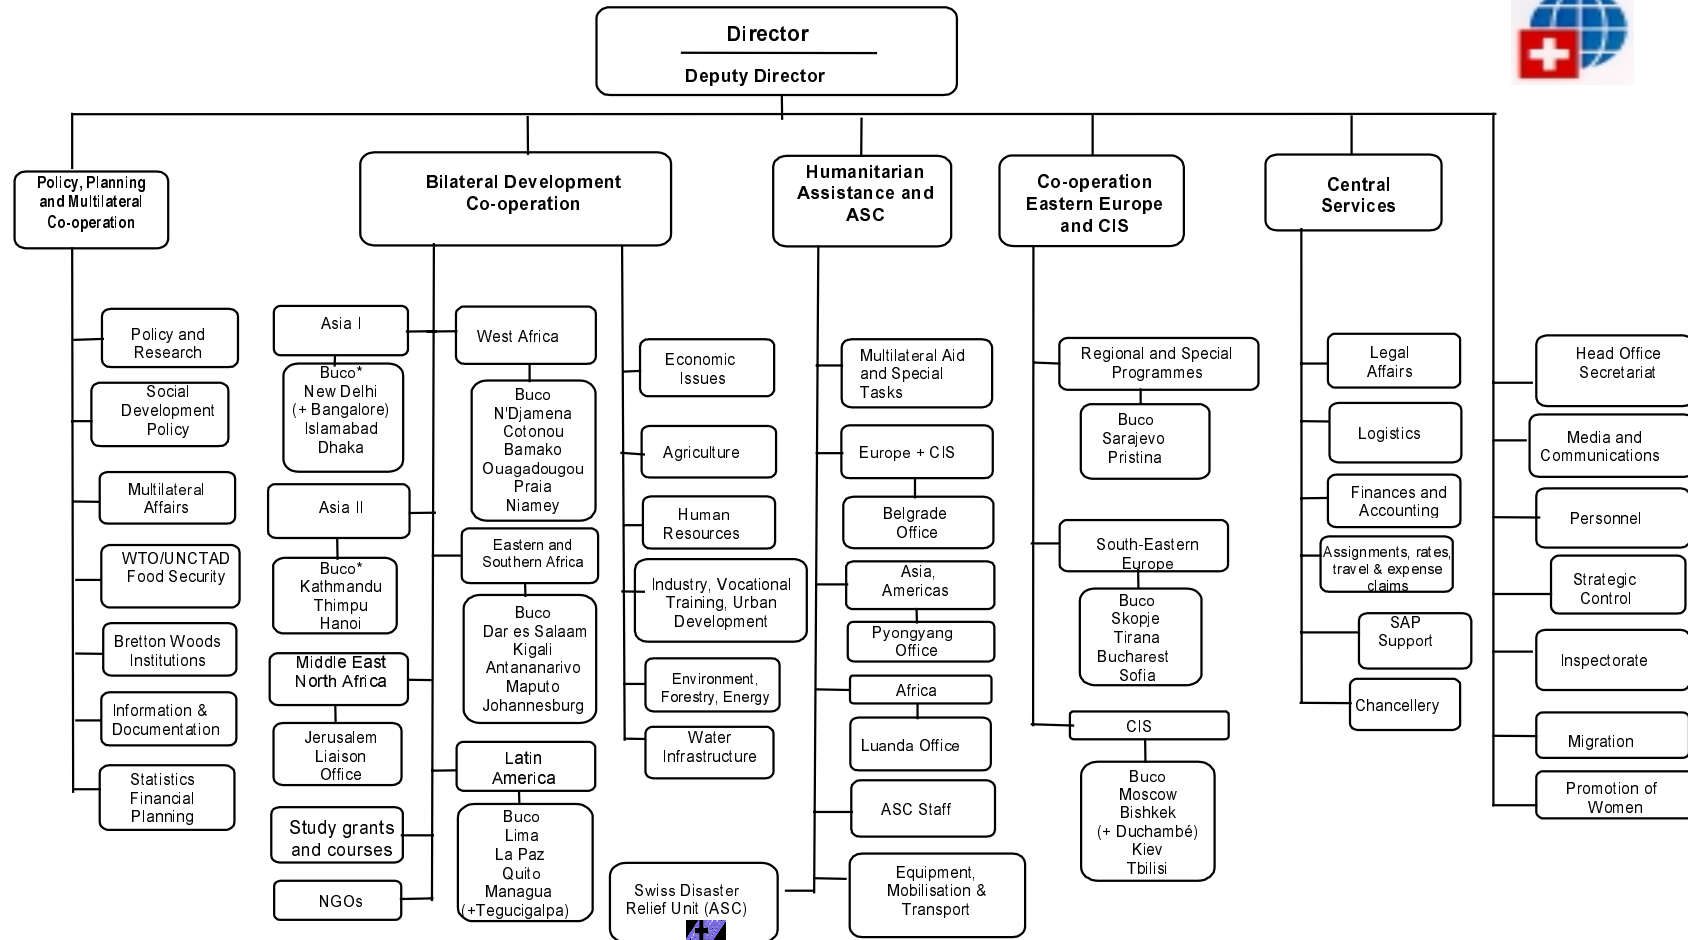 Director
Deputy Director
Policy, Planning
and Multilateral
Co-operation
Policy and
Research
Social
Development
Policy
Multilateral
Affairs
WTO/UNCTAD
Food Security
Bretton Woods
Institutions
Information &
Documentation
Statistics
Financial
Planning
Bilateral Development
Co-operation
Asia I
Buco*
New Delhi
(+ Bangalore)
Islamabad
Dhaka
Asia II
Buco*
Kathmandu
Thimpu
Hanoi
Middle East
North Africa
Jerusalem
Liaison
Office
Study grants
and courses
NGOs
West Africa
Buco
N'Djamena
Cotonou
Bamako
Ouagadougou
Praia
Niamey
Eastern and
Southern Africa
Buco
Dar es Salaam
Kigali
Antananarivo
Maputo
Johannesburg
Latin
America
Buco
Lima
La Paz
Quito
Managua
(+Tegucigalpa)
Economic
Issues
Agriculture
Human
Resources
Industry, Vocational
Training, Urban
Development
Environment,
Forestry, Energy
Water
Infrastructure
Humanitarian
Assistance and
ASC
Multilateral Aid
and Special
Tasks
Europe + CIS
Belgrade
Office
Asia,
Americas
Pyongyang
Office
Africa
Luanda Office
ASC Staff
Equipment,
Mobilisation &
Transport
Swiss Disaster
Relief Unit (ASC)
Co-operation
Eastern Europe
and CIS
Regional and Special
Programmes
Buco
Sarajevo
Pristina
South-Eastern
Europe
Buco
Skopje
Tirana
Bucharest
Sofia
CIS
Buco
Moscow
Bishkek
(+ Duchambé)
Kiev
Tbilisi
Central
Services
Legal
Affairs
Logistics
Finances and
Accounting
Assignments, rates,
travel & expense
claims
SAP
Support
Chancellery
Head Office
Secretariat
Media and
Communications
Personnel
Strategic
Control
Inspectorate
Migration
Promotion of
Women